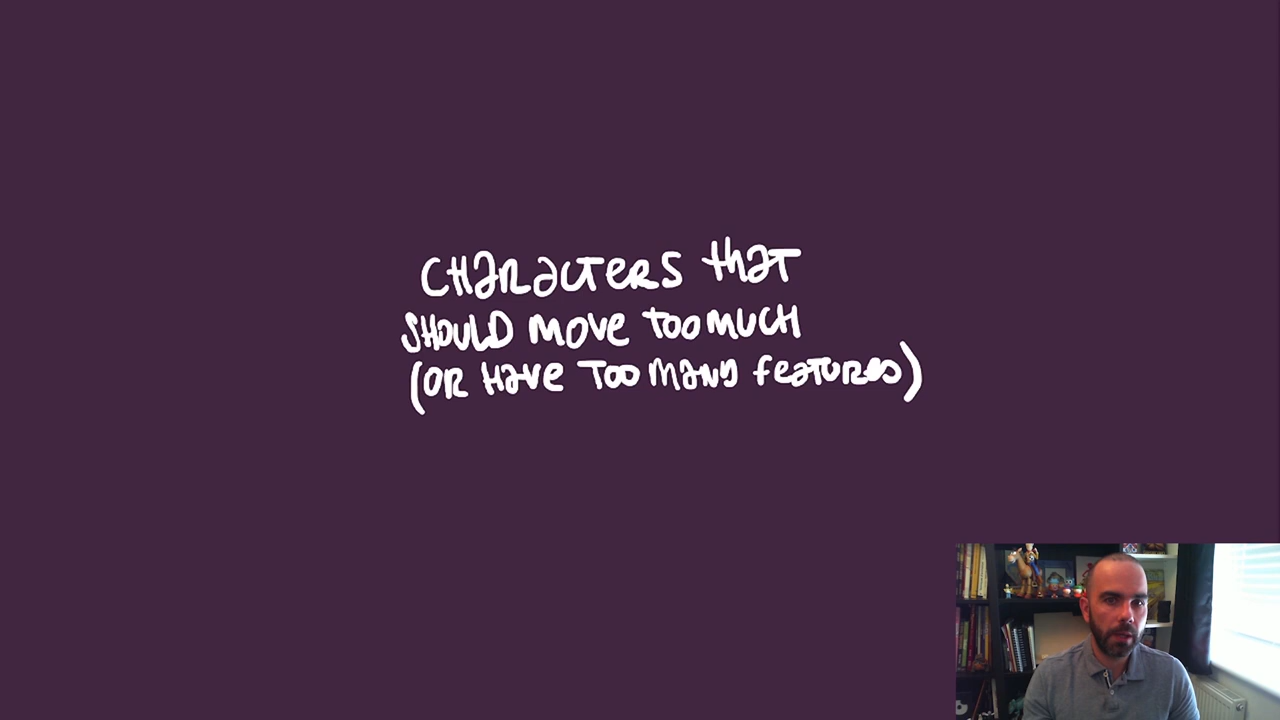 CHARACTERS that
SHOULD MOVE TOO MUCH
(OR HAVE TOO MANY FEATURES)